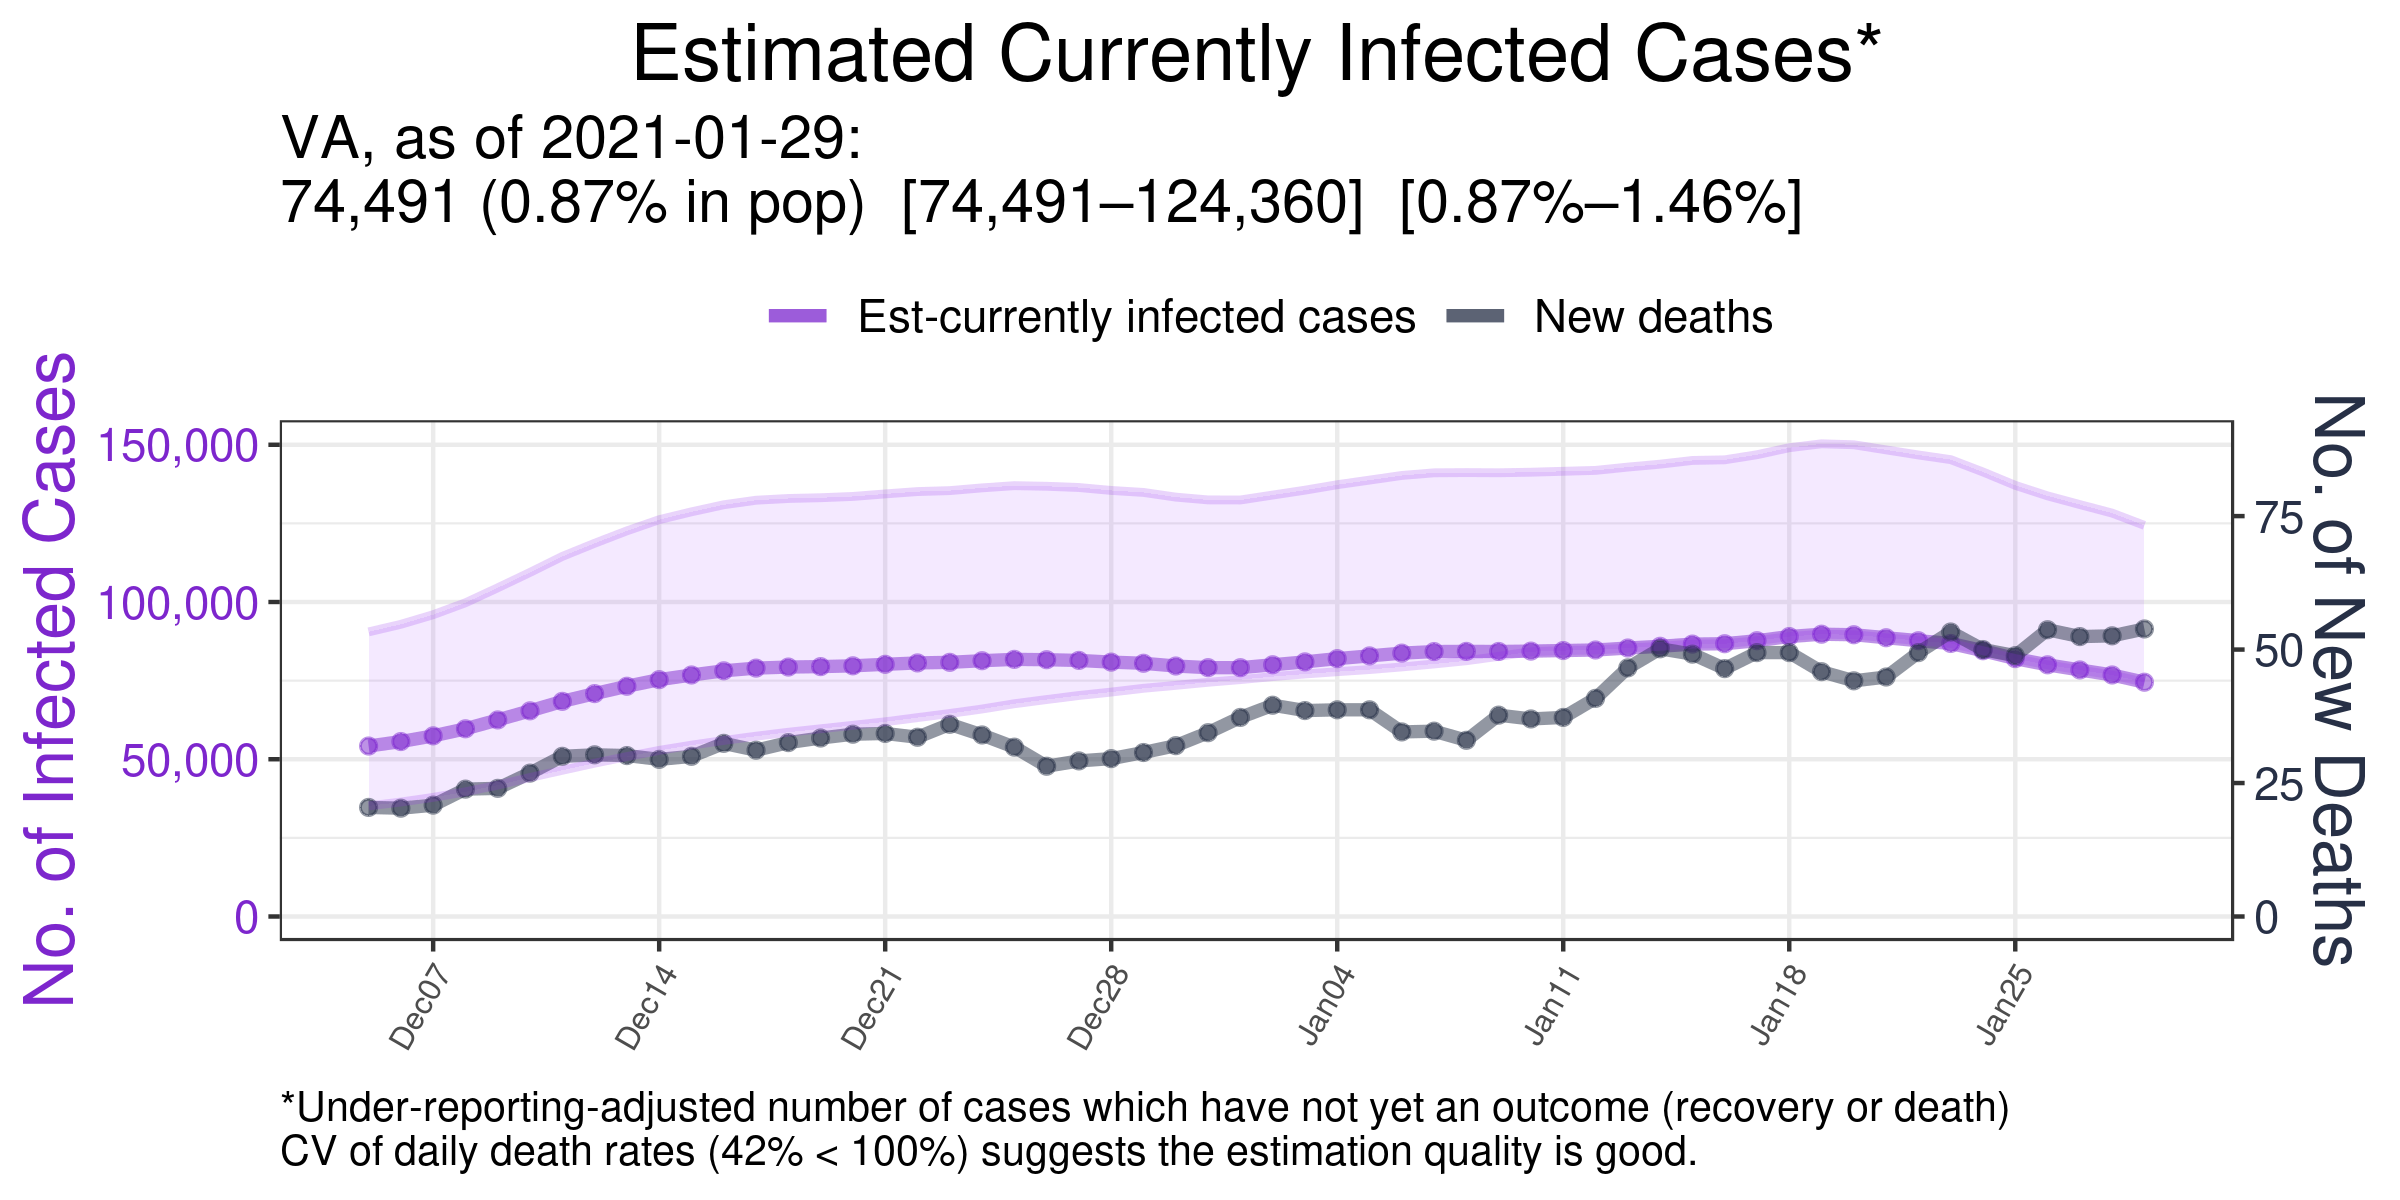 Estimated Currently Infected Cases*
VA, as of 2021-01-29:
74,491 (0.87% in pop)  [74,491–124,360]  [0.87%–1.46%]
Est-currently infected cases
New deaths
No. of Infected Cases
150,000
100,000
50,000
0
75
50
25
0
No. of New Deaths
Dec07
Dec14
Dec21
Dec28
Jan04
Jan11
Jan18
Jan25
*Under-reporting-adjusted number of cases which have not yet an outcome (recovery or death)
CV of daily death rates (42% < 100%) suggests the estimation quality is good.